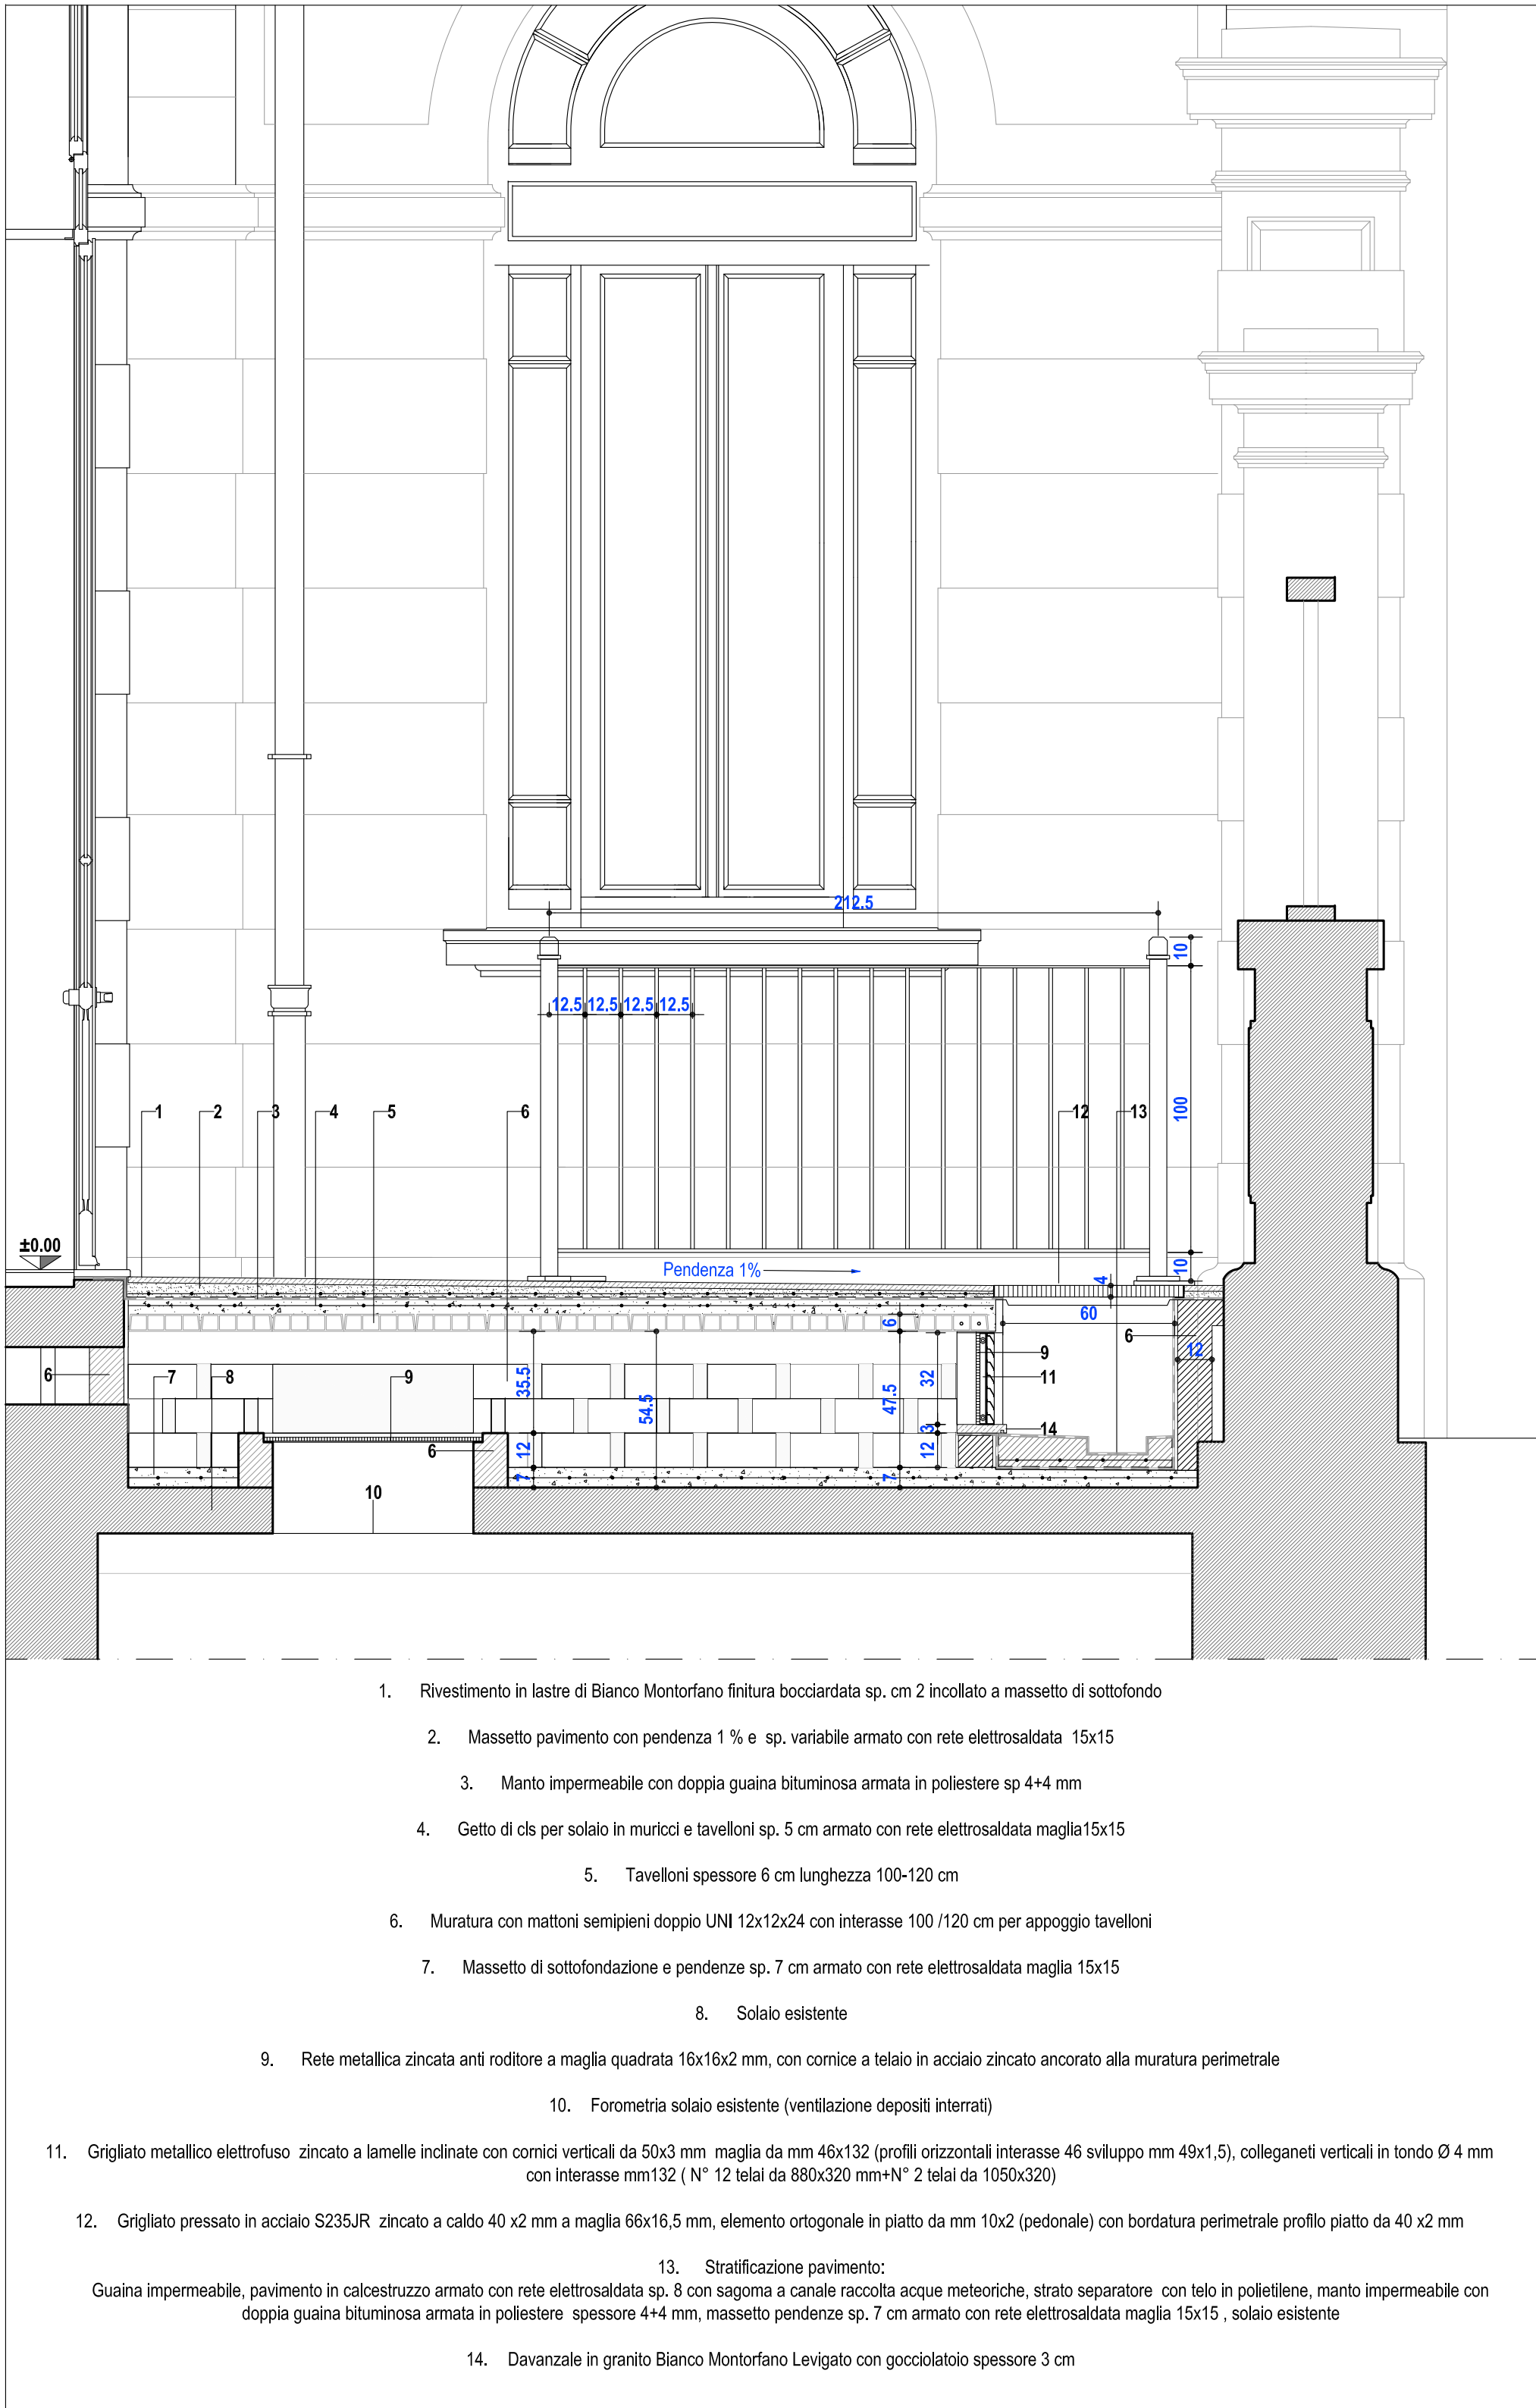 212.5
10
12.5 12.5 12.5 12.5
1 2 3 4 5 6 12 13
100
±0.00
Pendenza 1%
10
4
60
6
6
12
9
11
32
35.5
47.5
54.5
6
7
8
9
3
14
6
12
12
7
7
10
1. Rivestimento in lastre di Bianco Montorfano finitura bocciardata sp. cm 2 incollato a massetto di sottofondo
2. Massetto pavimento con pendenza 1 % e sp. variabile armato con rete elettrosaldata 15x15
3. Manto impermeabile con doppia guaina bituminosa armata in poliestere sp 4+4 mm
4. Getto di cls per solaio in muricci e tavelloni sp. 5 cm armato con rete elettrosaldata maglia15x15
5. Tavelloni spessore 6 cm lunghezza 100-120 cm
6. Muratura con mattoni semipieni doppio UNI 12x12x24 con interasse 100 /120 cm per appoggio tavelloni
7. Massetto di sottofondazione e pendenze sp. 7 cm armato con rete elettrosaldata maglia 15x15
8. Solaio esistente
9. Rete metallica zincata anti roditore a maglia quadrata 16x16x2 mm, con cornice a telaio in acciaio zincato ancorato alla muratura perimetrale
10. Forometria solaio esistente (ventilazione depositi interrati)
11. Grigliato metallico elettrofuso zincato a lamelle inclinate con cornici verticali da 50x3 mm maglia da mm 46x132 (profili orizzontali interasse 46 sviluppo mm 49x1,5), colleganeti verticali in tondo Ø 4 mm
con interasse mm132 ( N° 12 telai da 880x320 mm+N° 2 telai da 1050x320)
12. Grigliato pressato in acciaio S235JR zincato a caldo 40 x2 mm a maglia 66x16,5 mm, elemento ortogonale in piatto da mm 10x2 (pedonale) con bordatura perimetrale profilo piatto da 40 x2 mm
13. Stratificazione pavimento:
Guaina impermeabile, pavimento in calcestruzzo armato con rete elettrosaldata sp. 8 con sagoma a canale raccolta acque meteoriche, strato separatore con telo in polietilene, manto impermeabile con
doppia guaina bituminosa armata in poliestere spessore 4+4 mm, massetto pendenze sp. 7 cm armato con rete elettrosaldata maglia 15x15 , solaio esistente
14. Davanzale in granito Bianco Montorfano Levigato con gocciolatoio spessore 3 cm